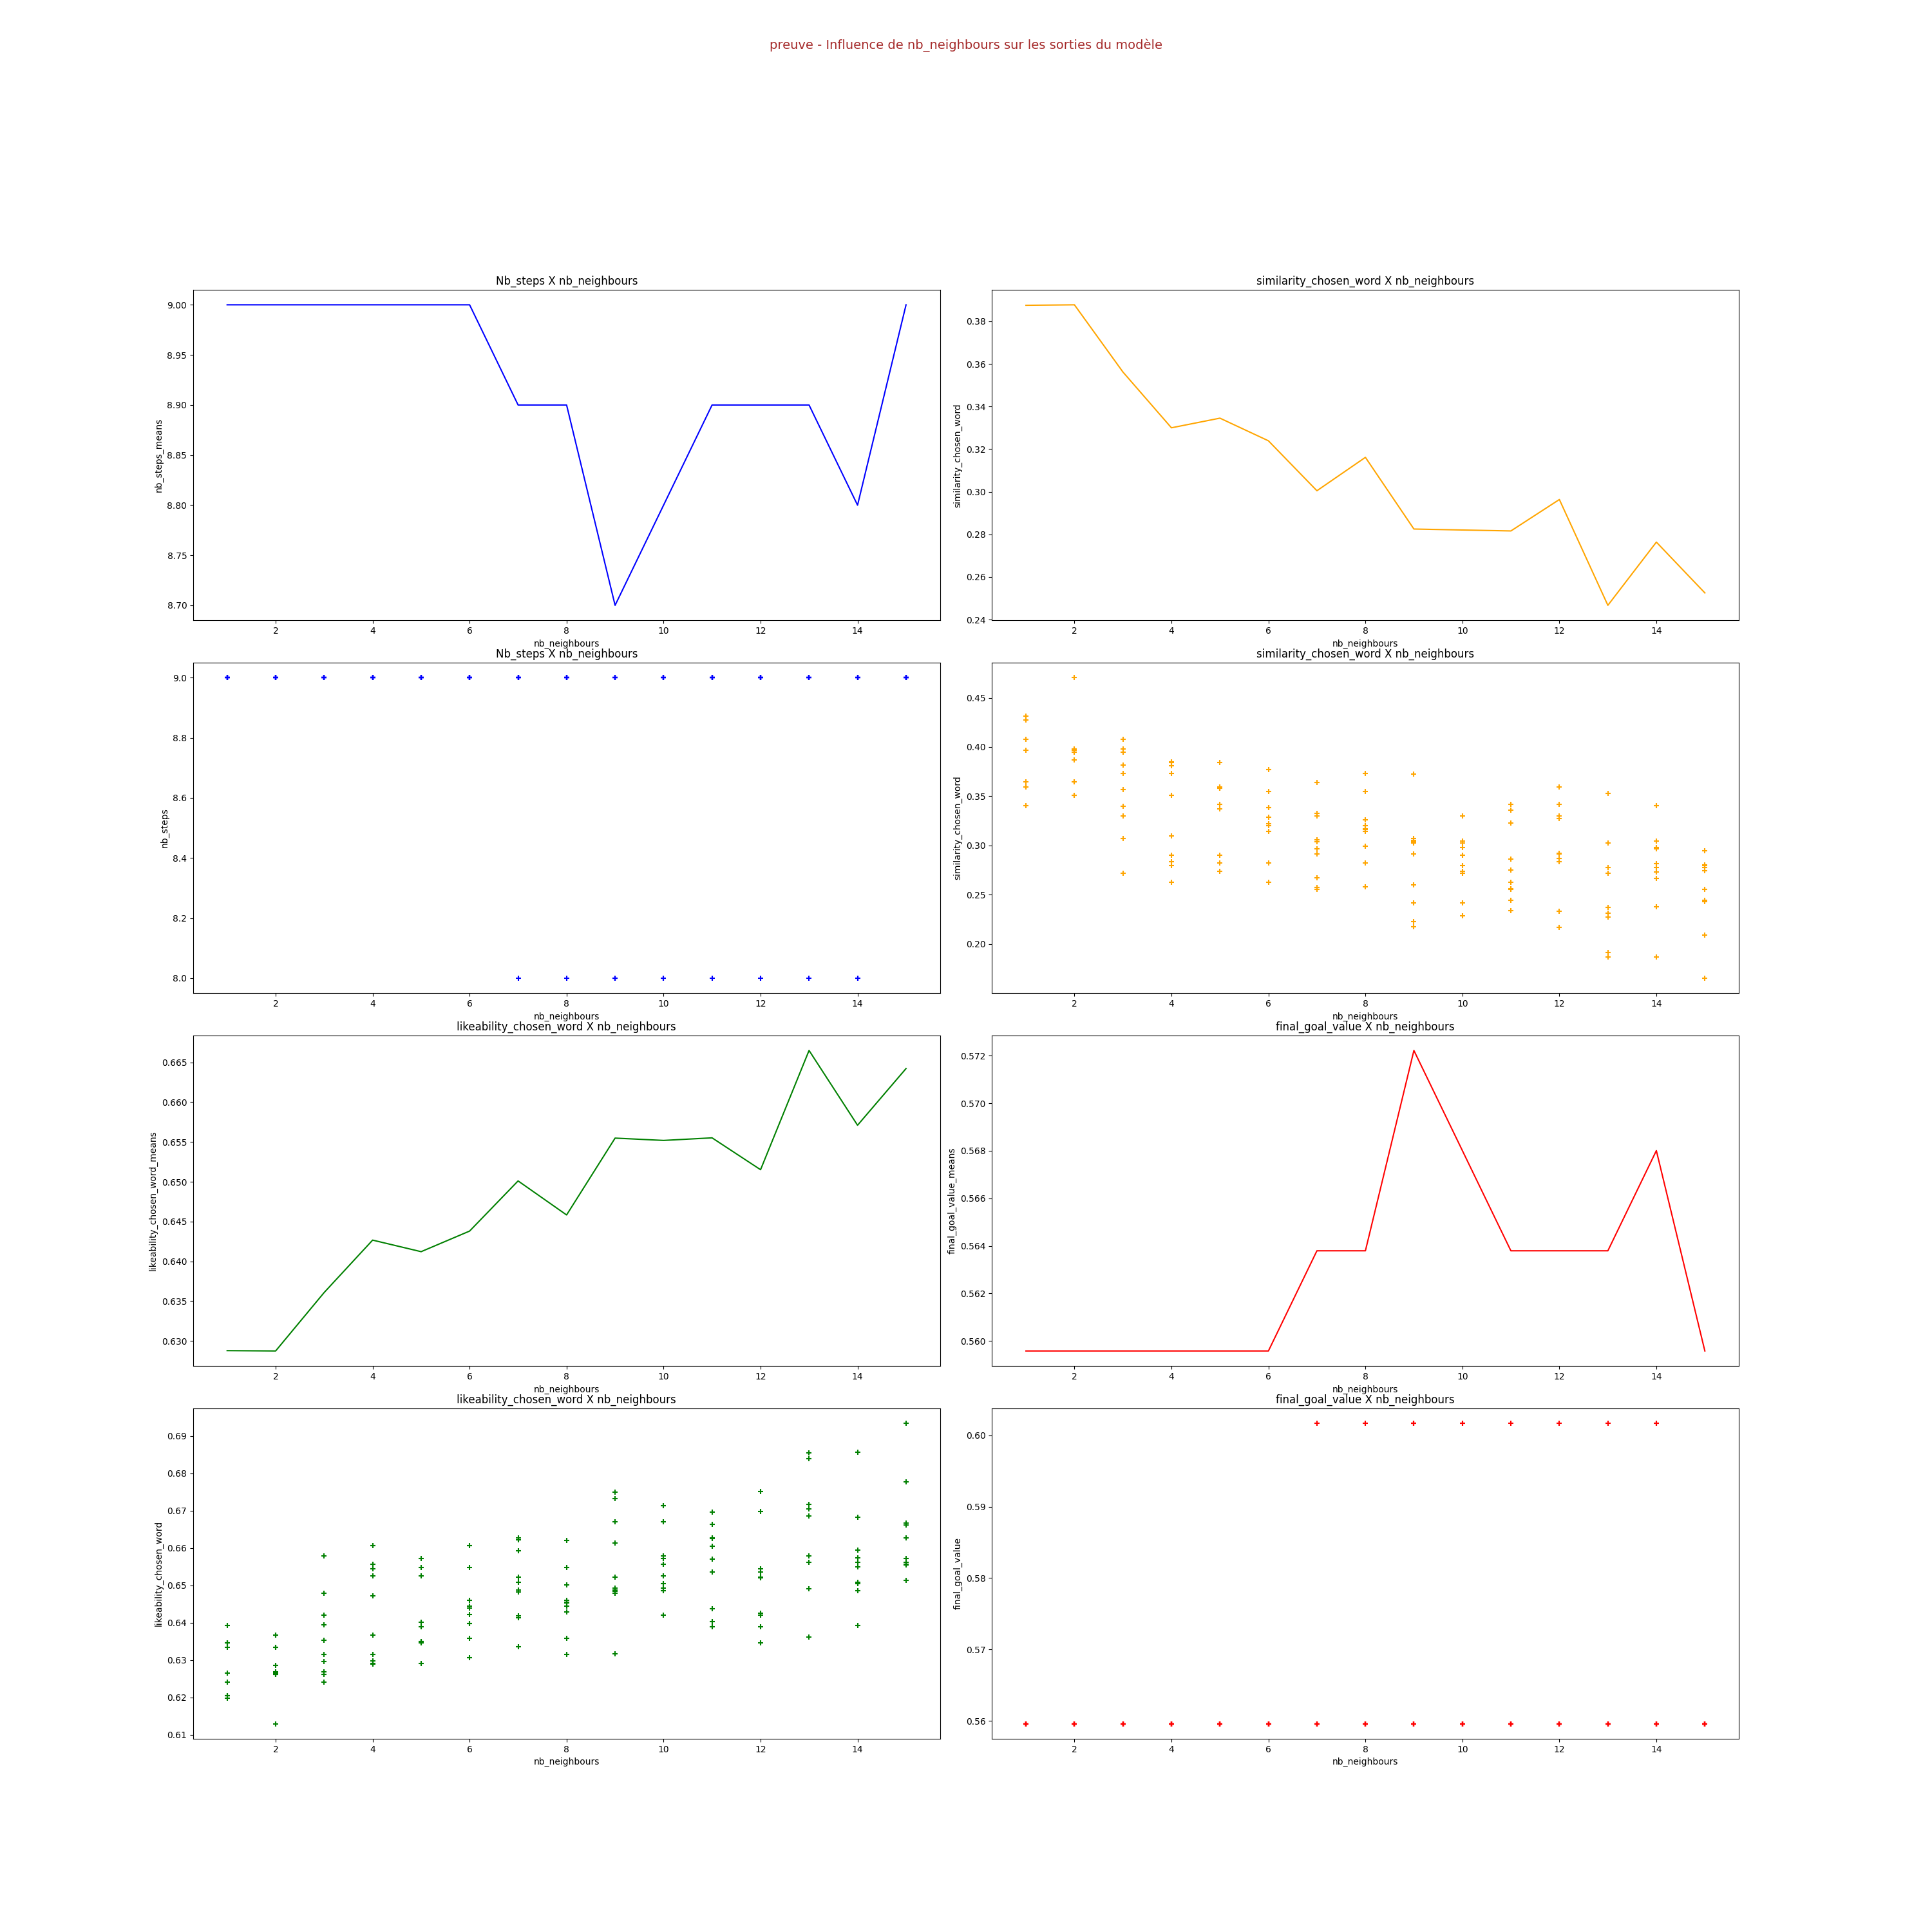 preuve - Influence de nb_neighbours sur les sorties du modèle
Nb_steps X nb_neighbours
9.00
8.95
8.90
8.85
8.80
8.75
8.70
nb_steps_means
2 4 6 8 10 12 14
nb_neighbours
similarity_chosen_word X nb_neighbours
0.38
0.36
0.34
0.32
0.30
0.28
0.26
0.24
similarity_chosen_word
2 4 6 8 10 12 14
nb_neighbours
Nb_steps X nb_neighbours
9.0
8.8
8.6
8.4
8.2
8.0
nb_steps
2 4 6 8 10 12 14
nb_neighbours
similarity_chosen_word X nb_neighbours
0.45
0.40
0.35
0.30
0.25
0.20
similarity_chosen_word
2 4 6 8 10 12 14
nb_neighbours
likeability_chosen_word X nb_neighbours
0.665
0.660
0.655
0.650
0.645
0.640
0.635
0.630
likeability_chosen_word_means
2 4 6 8 10 12 14
nb_neighbours
final_goal_value X nb_neighbours
0.572
0.570
0.568
0.566
0.564
0.562
0.560
final_goal_value_means
2 4 6 8 10 12 14
nb_neighbours
likeability_chosen_word X nb_neighbours
0.69
0.68
0.67
0.66
0.65
0.64
0.63
0.62
0.61
likeability_chosen_word
2 4 6 8 10 12 14
nb_neighbours
final_goal_value X nb_neighbours
0.60
0.59
0.58
0.57
0.56
final_goal_value
2 4 6 8 10 12 14
nb_neighbours